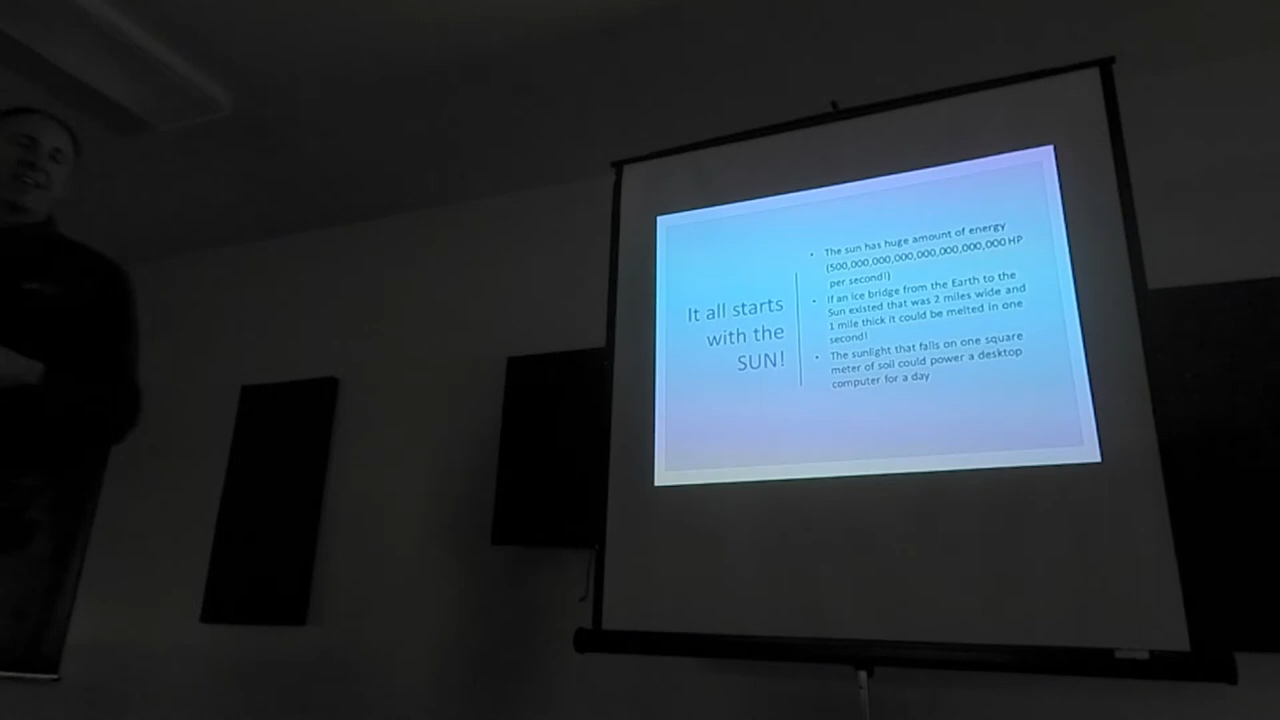 It all starts
with the
SUN!
• The sun has huge amount of energy
(500,000,000,000,000,000,000,000 HP
per second!)
• If an ice bridge from the Earth to the
Sun existed that was 2 miles wide and
1 mile thick it could be melted in one
second!
• The sunlight that falls on one square
meter of soil could power a desktop
computer for a day